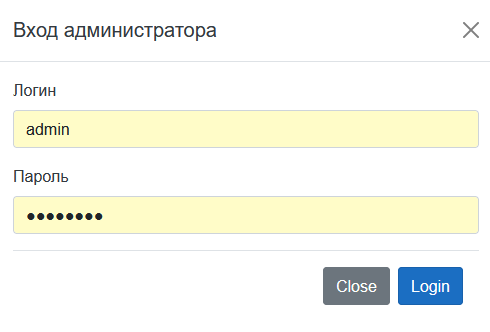 Вход администратора
Логин
admin
Пароль
●●●●●●●●
Close Login